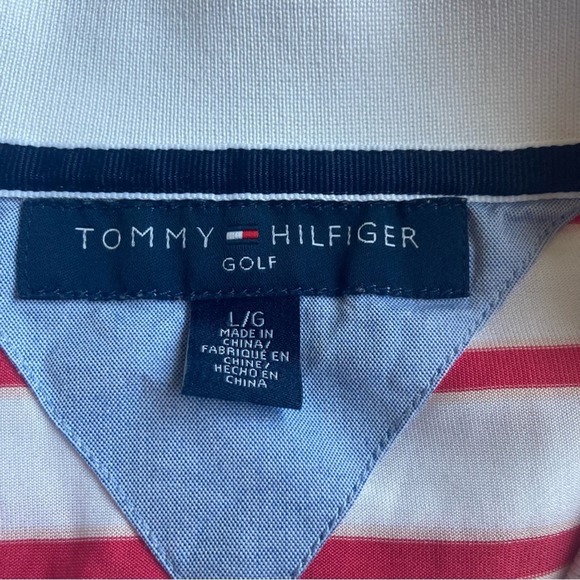 TOMMY HILFIGER
GOLF
L/G
MADE IN
CHINA/
FABRIQUÉ EN
CHINE/
HECHO EN
CHINA